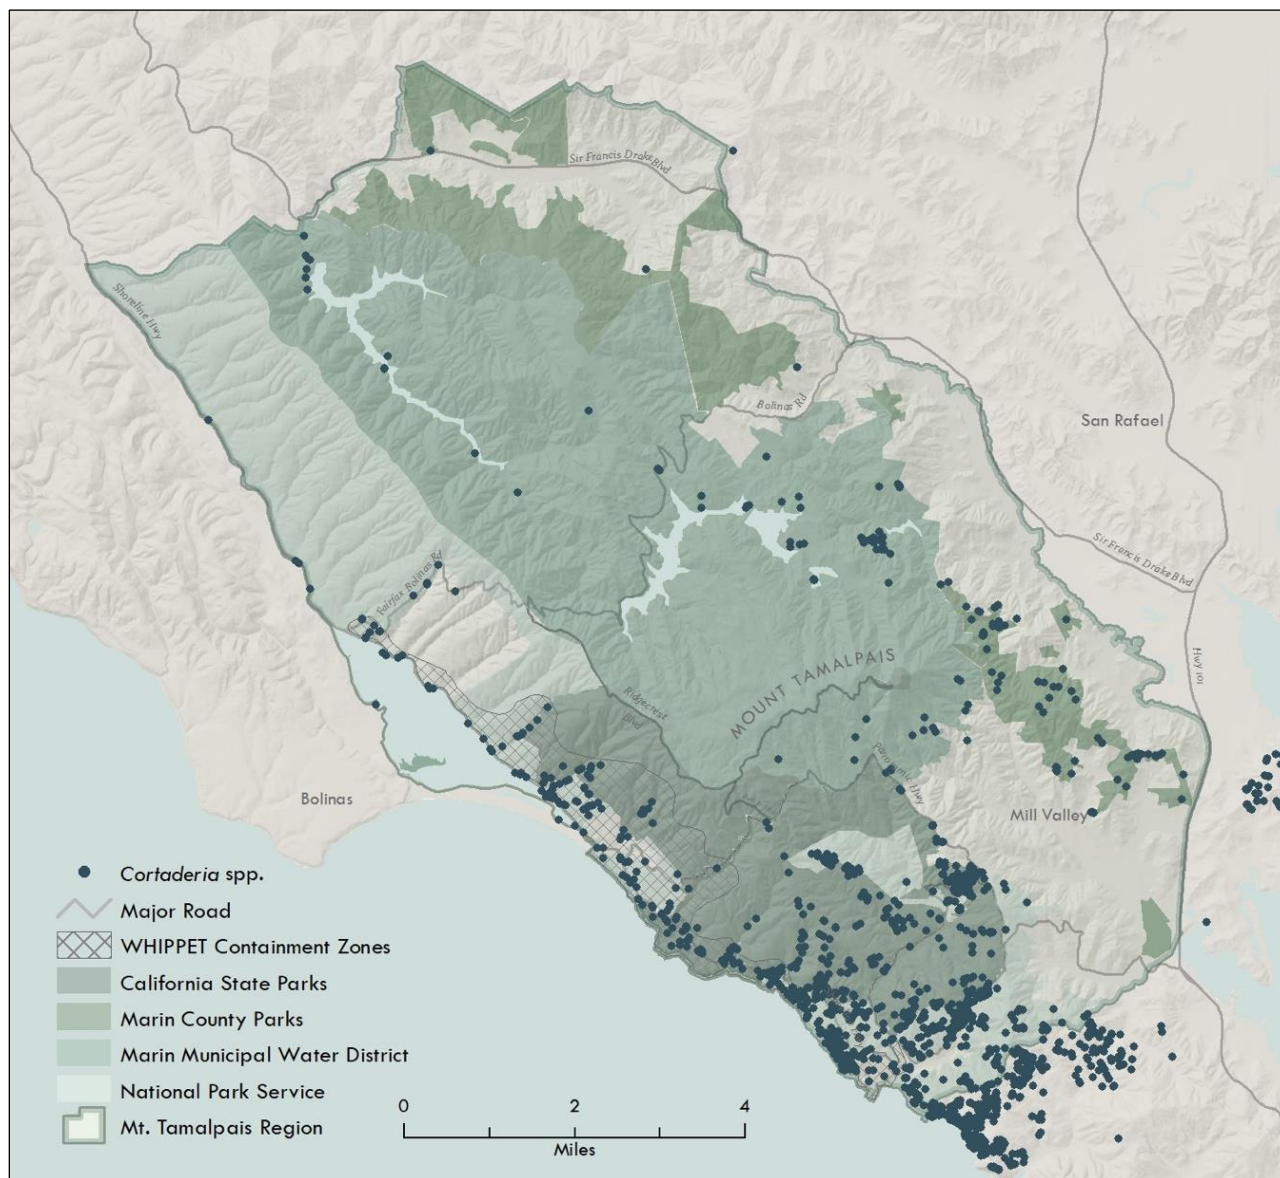 Sir Francis Drake Blvd
Shoreline Hwy
Bolinas Rd
San Rafael
Sir Francis Drake Blvd
Fairfax Bolinas Rd
Hwy 101
MOUNT TAMALPAIS
Ridgecrest
Blvd
Panoramic Hwy
Bolinas
Mill Valley
Cortaderia spp.
Major Road
WHIPPET Containment Zones
California State Parks
Marin County Parks
Marin Municipal Water District
National Park Service
Mt. Tamalpais Region
0 2 4
Miles